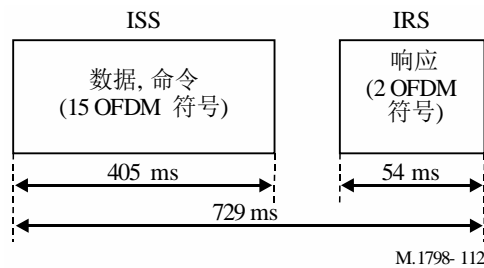 ISS
IRS
数据, 命令
(15 OFDM 符号)
响应
(2 OFDM
符号)
405 ms
54 ms
729 ms
M.1798-112